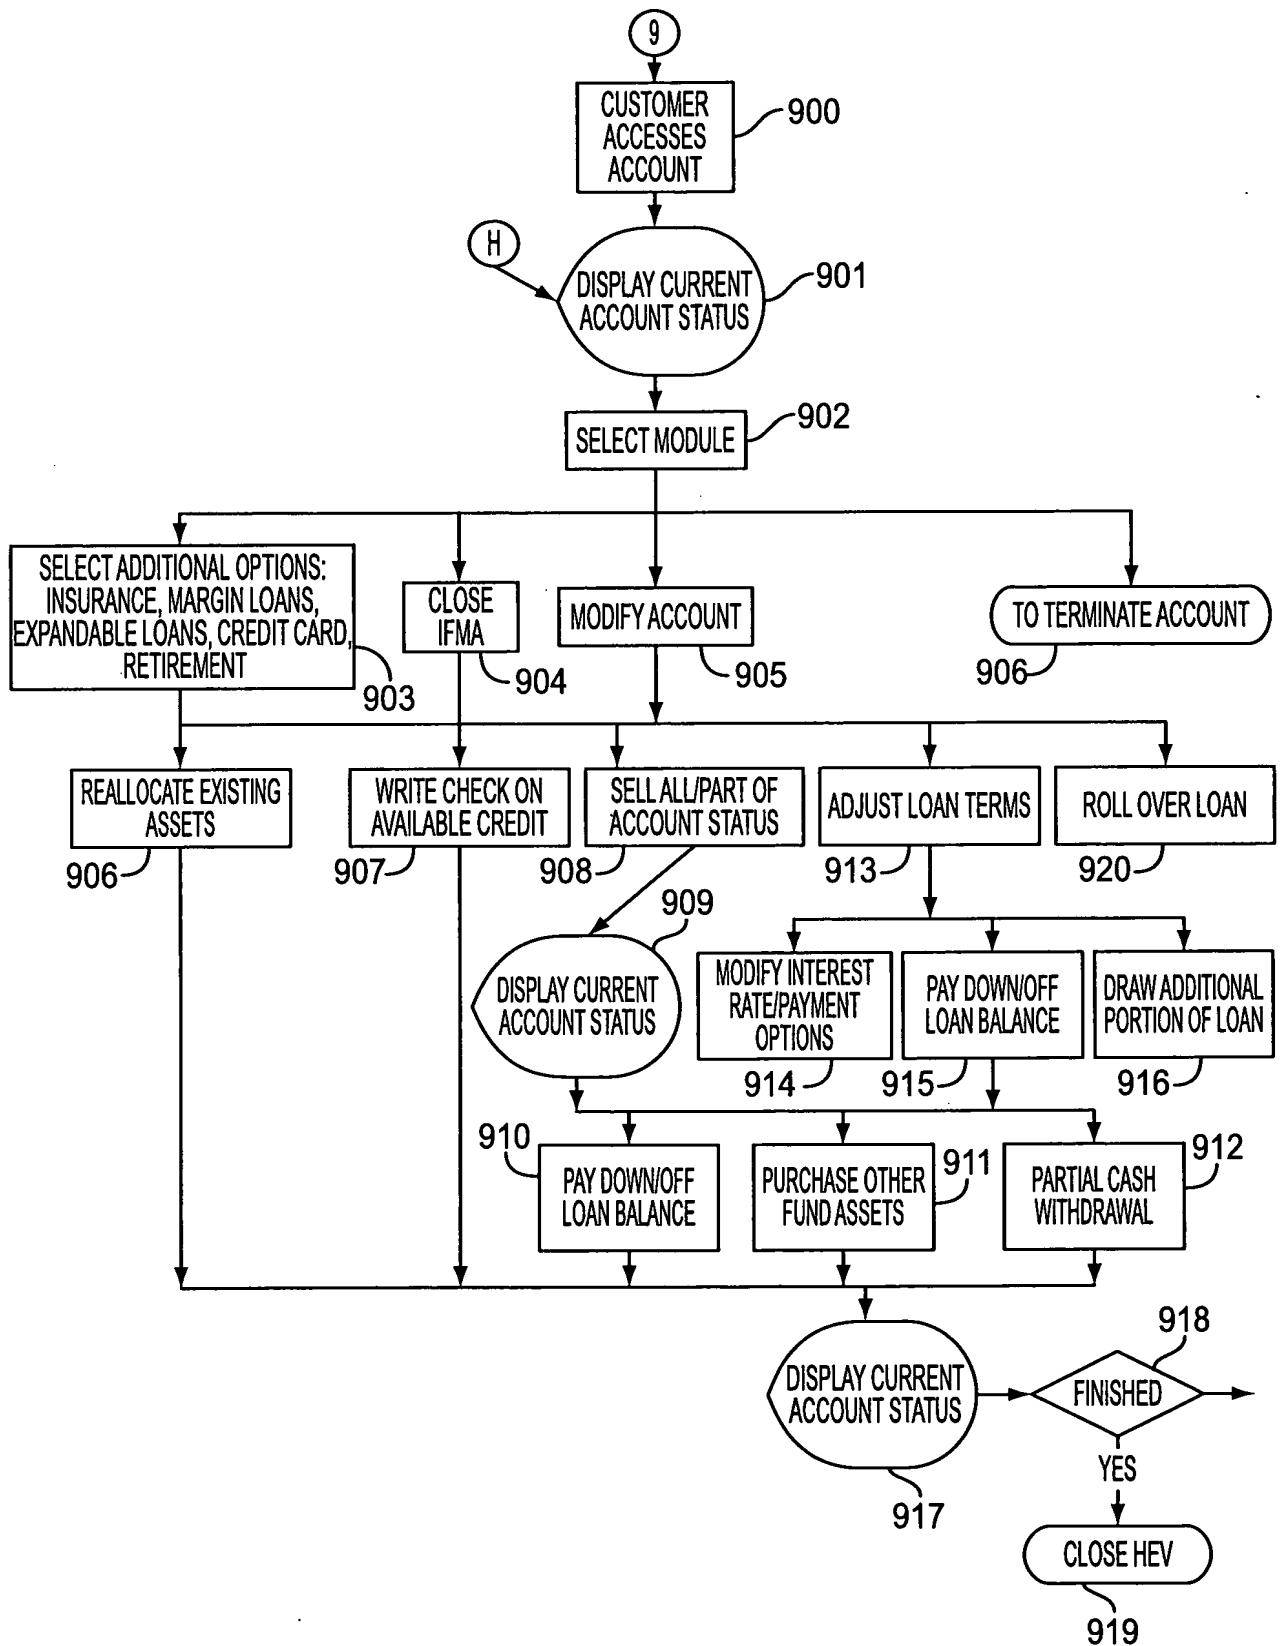 9
CUSTOMER
ACCESSES
ACCOUNT
900
H
DISPLAY CURRENT
ACCOUNT STATUS
901
SELECT MODULE
902
SELECT ADDITIONAL OPTIONS:
INSURANCE, MARGIN LOANS,
EXPANDABLE LOANS, CREDIT CARD,
RETIREMENT
903
CLOSE
IFMA
904
MODIFY ACCOUNT
905
TO TERMINATE ACCOUNT
906
REALLOCATE EXISTING
ASSETS
906
WRITE CHECK ON
AVAILABLE CREDIT
907
SELL ALL/PART OF
ACCOUNT STATUS
908
ADJUST LOAN TERMS
913
ROLL OVER LOAN
920
DISPLAY CURRENT
ACCOUNT STATUS
909
MODIFY INTEREST
RATE/PAYMENT
OPTIONS
914
PAY DOWN/OFF
LOAN BALANCE
915
DRAW ADDITIONAL
PORTION OF LOAN
916
910
PAY DOWN/OFF
LOAN BALANCE
PURCHASE OTHER
FUND ASSETS
911
PARTIAL CASH
WITHDRAWAL
912
DISPLAY CURRENT
ACCOUNT STATUS
917
FINISHED
918
YES
CLOSE HEV
919